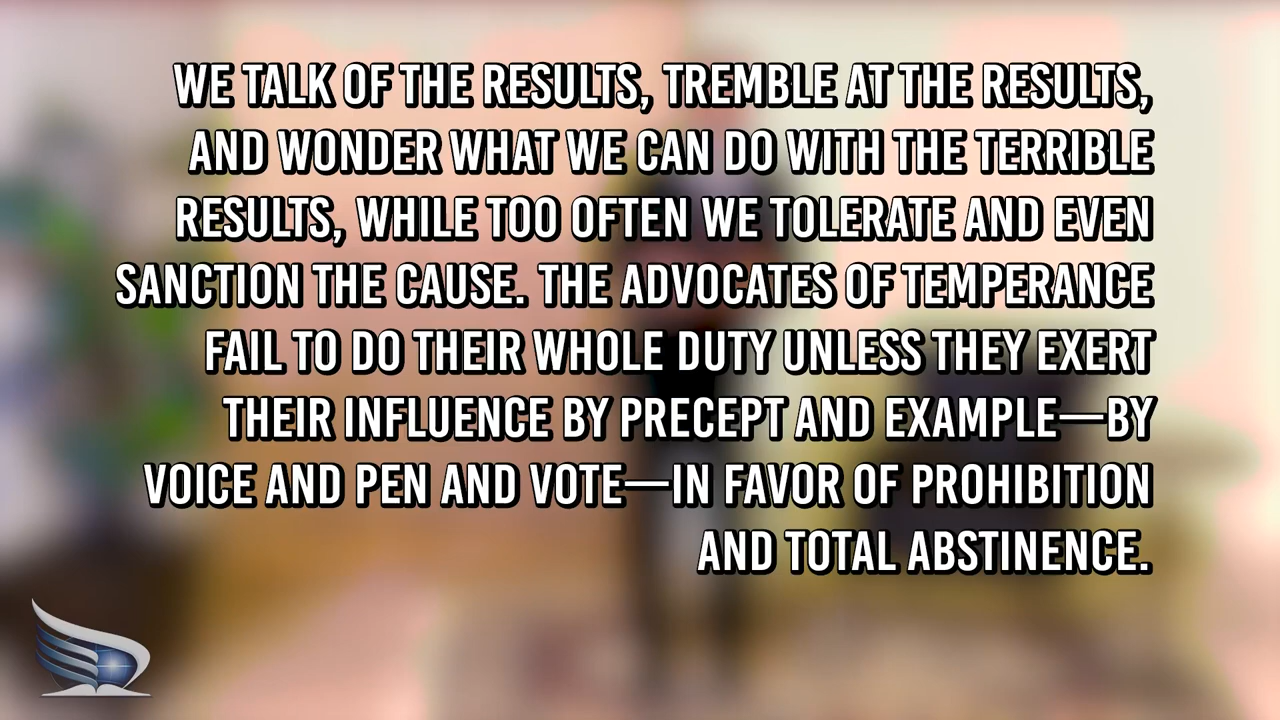 WE TALK OF THE RESULTS, TREMBLE AT THE RESULTS,
AND WONDER WHAT WE CAN DO WITH THE TERRIBLE
RESULTS, WHILE TOO OFTEN WE TOLERATE AND EVEN
SANCTION THE CAUSE. THE ADVOCATES OF TEMPERANCE
FAIL TO DO THEIR WHOLE DUTY UNLESS THEY EXERT
THEIR INFLUENCE BY PRECEPT AND EXAMPLE—BY
VOICE AND PEN AND VOTE—IN FAVOR OF PROHIBITION
AND TOTAL ABSTINENCE.